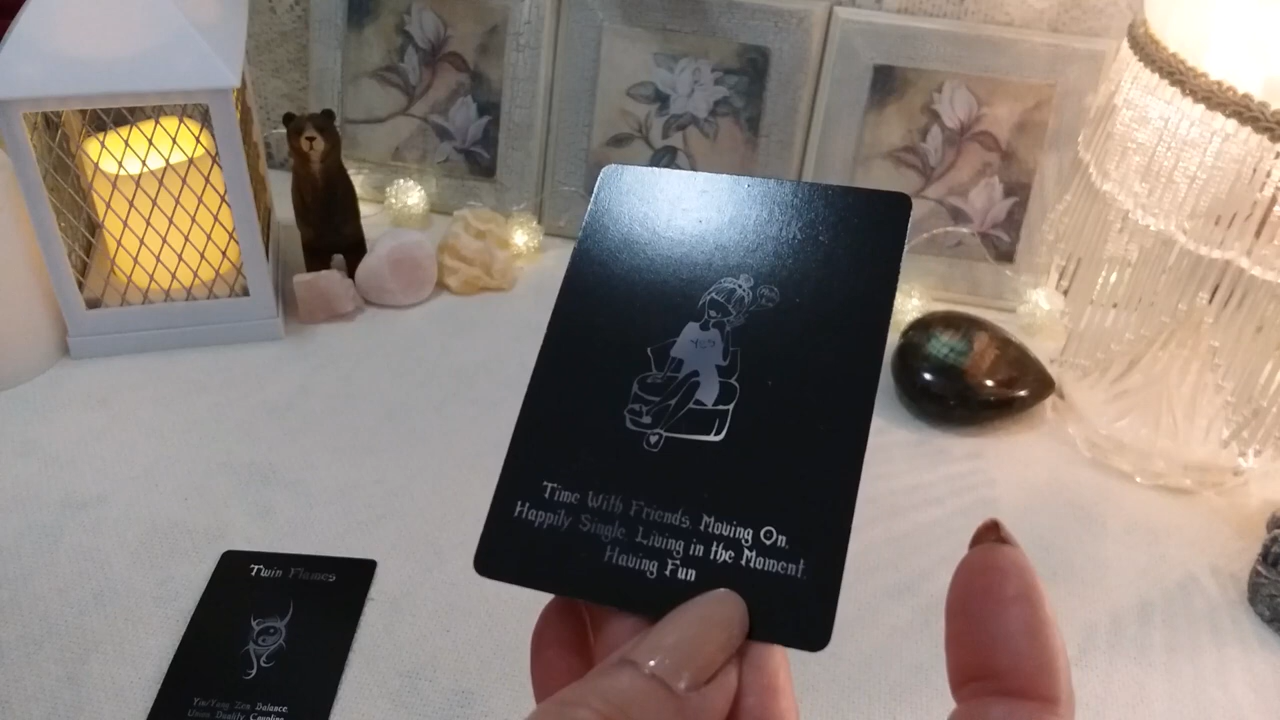 YES
Time With Friends, Moving On,
Happily Single, Living in the Moment,
Having Fun
Twin Flames
Yin/Yang Zen Balance,
Union Duality Coupling